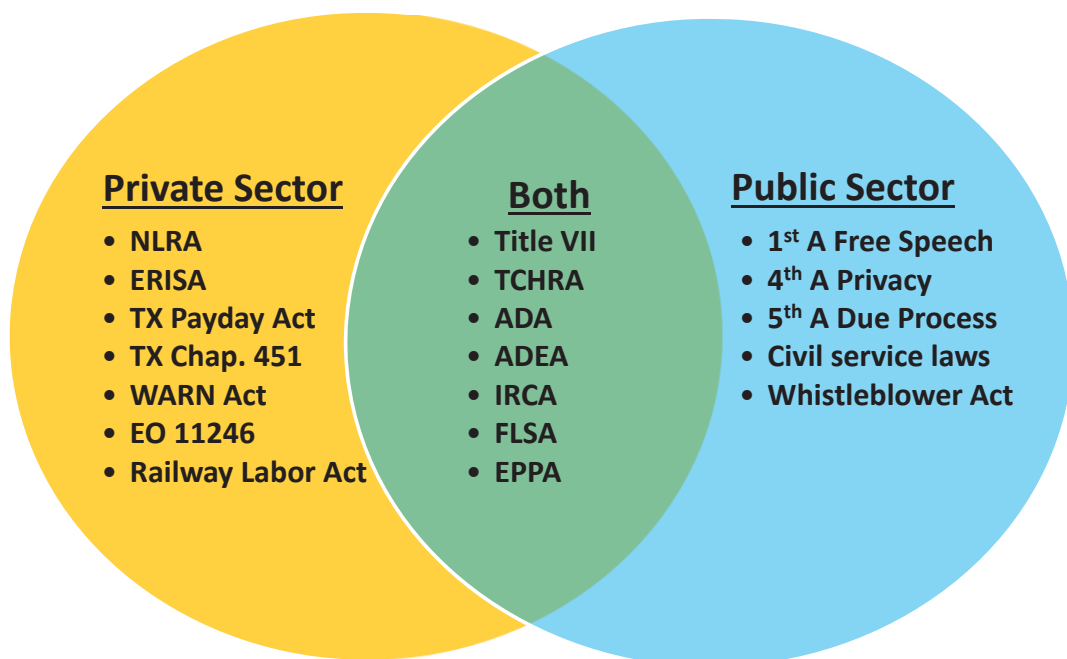 Private Sector
• NLRA
• ERISA
• TX Payday Act
• TX Chap. 451
• WARN Act
• EO 11246
• Railway Labor Act
Both
• Title VII
• TCHRA
• ADA
• ADEA
• IRCA
• FLSA
• EPPA
Public Sector
• 1st A Free Speech
• 4th A Privacy
• 5th A Due Process
• Civil service laws
• Whistleblower Act